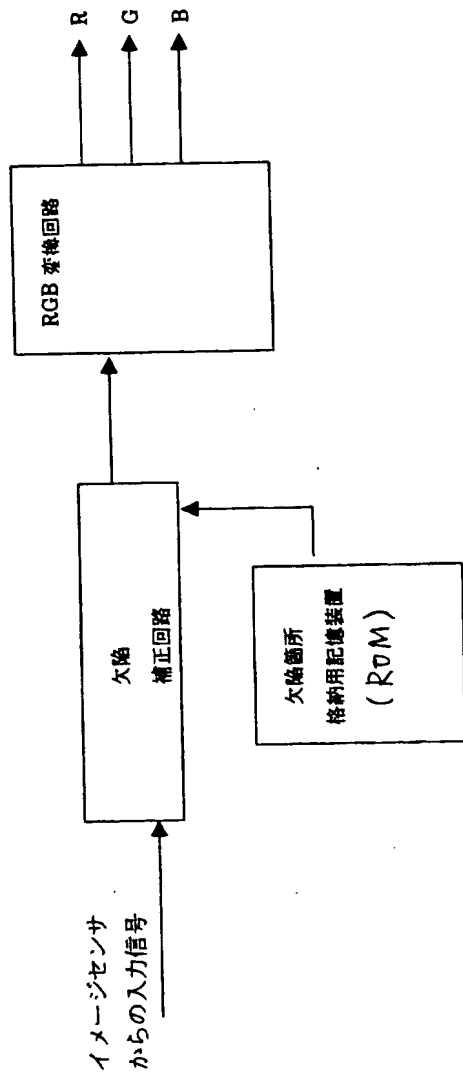 イメージセンサ
からの入力信号
欠陥
補正回路
欠陥箇所
格納用記憶装置
(ROM)
RGB 変換回路
R
G
B